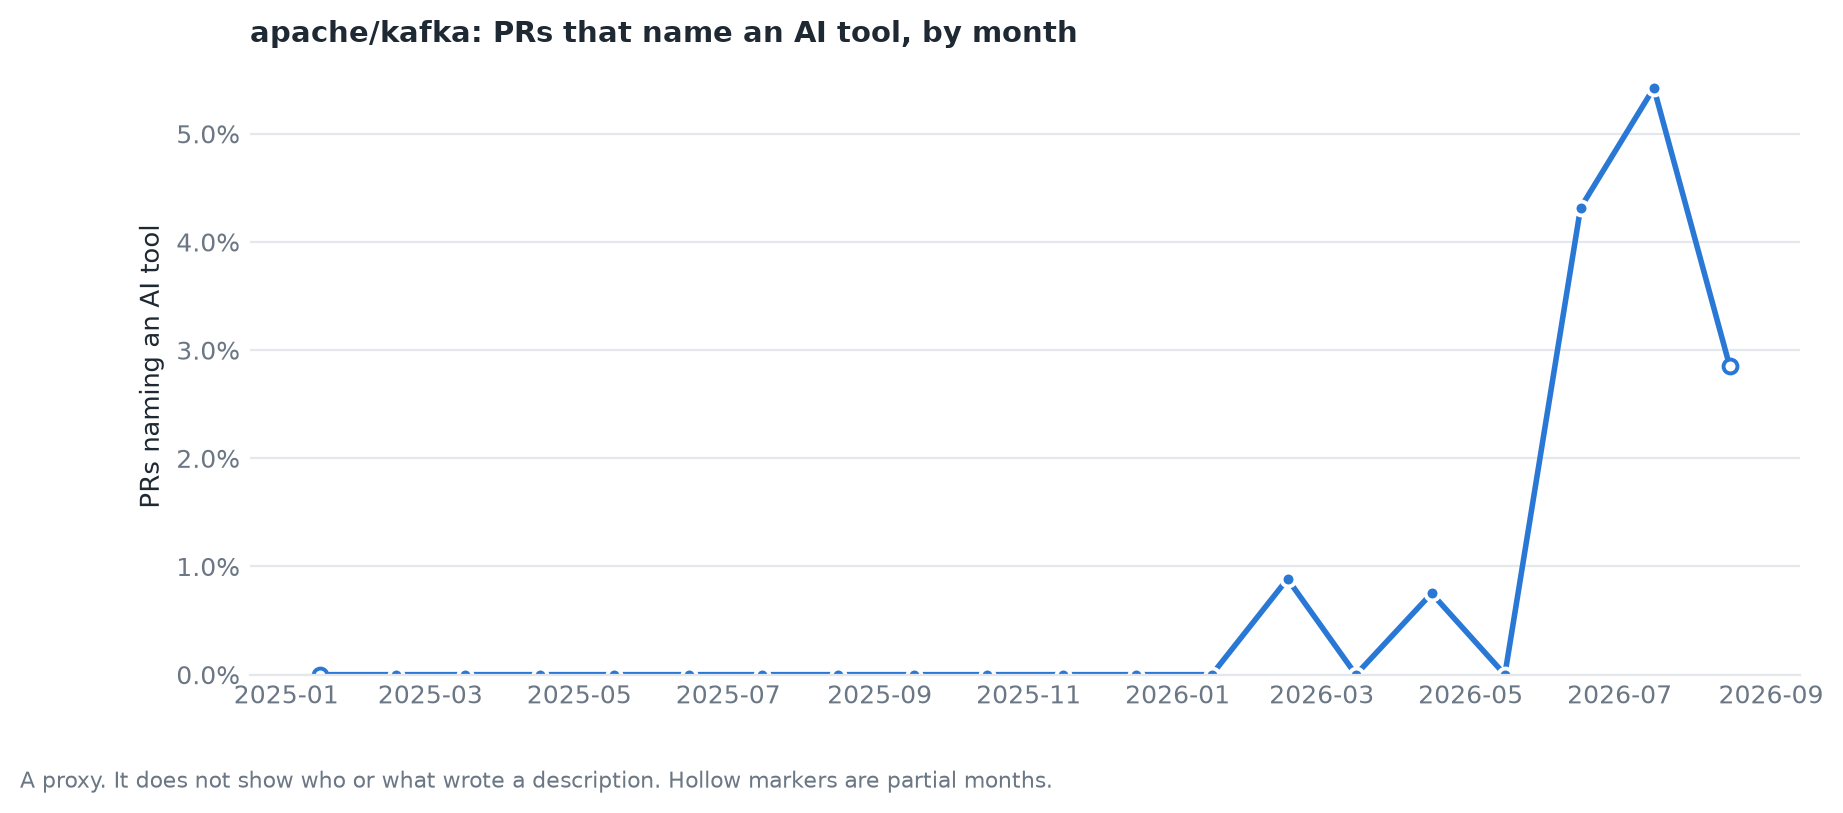 apache/kafka: PRs that name an AI tool, by month
PRs naming an AI tool
5.0%
4.0%
3.0%
2.0%
1.0%
0.0%
2025-01 2025-03 2025-05 2025-07 2025-09 2025-11 2026-01 2026-03 2026-05 2026-07 2026-09
A proxy. It does not show who or what wrote a description. Hollow markers are partial months.